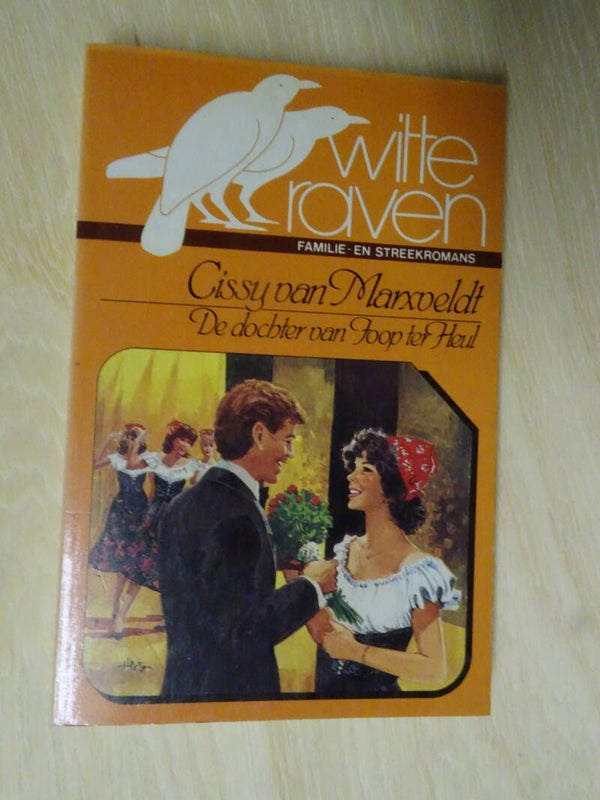 witte
raven
FAMILIE- EN STREEKROMANS
Cissy van Marxveldt
De dochter van Joop ter Heul